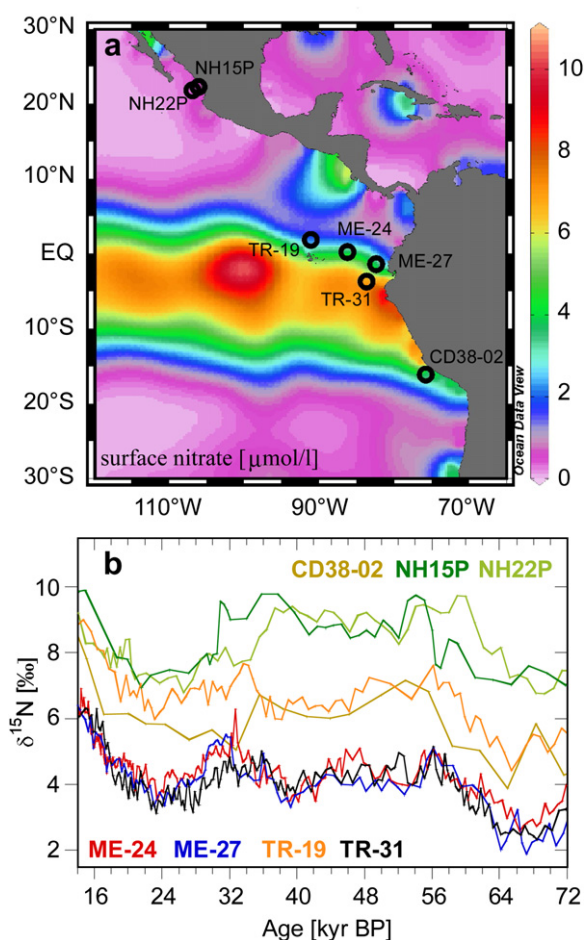 30°N
a
NH15P
NH22P
20°N
10°N
ME-24
TR-19
EQ
ME-27
TR-31
10°S
CD38-02
20°S
surface nitrate [µmol/l]
30°S
110°W 90°W 70°W
Ocean Data View
10
8
6
4
2
0
b
CD38-02 NH15P NH22P
10
8
6
4
2
δ15N [‰]
ME-24 ME-27 TR-19 TR-31
14 16 24 32 40 48 56 64 72
Age [kyr BP]